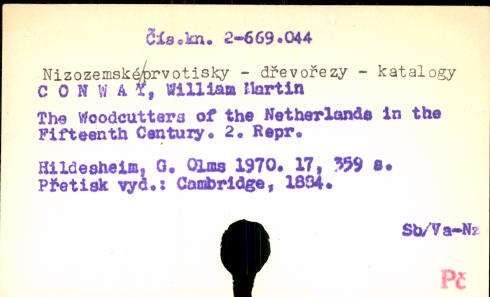 Čís.kn. 2-669.044
Nizozemské/prvotisky - dřevořezy - katalogy
C O N W A Y, William Martin
The Woodcutters of the Netherlands in the
Fifteenth Century. 2. Repr.
Hildesheim, G. Olms 1970. 17, 359 s.
Přetisk vyd.: Cambridge, 1884.
Sb/Va-Nz
Pč